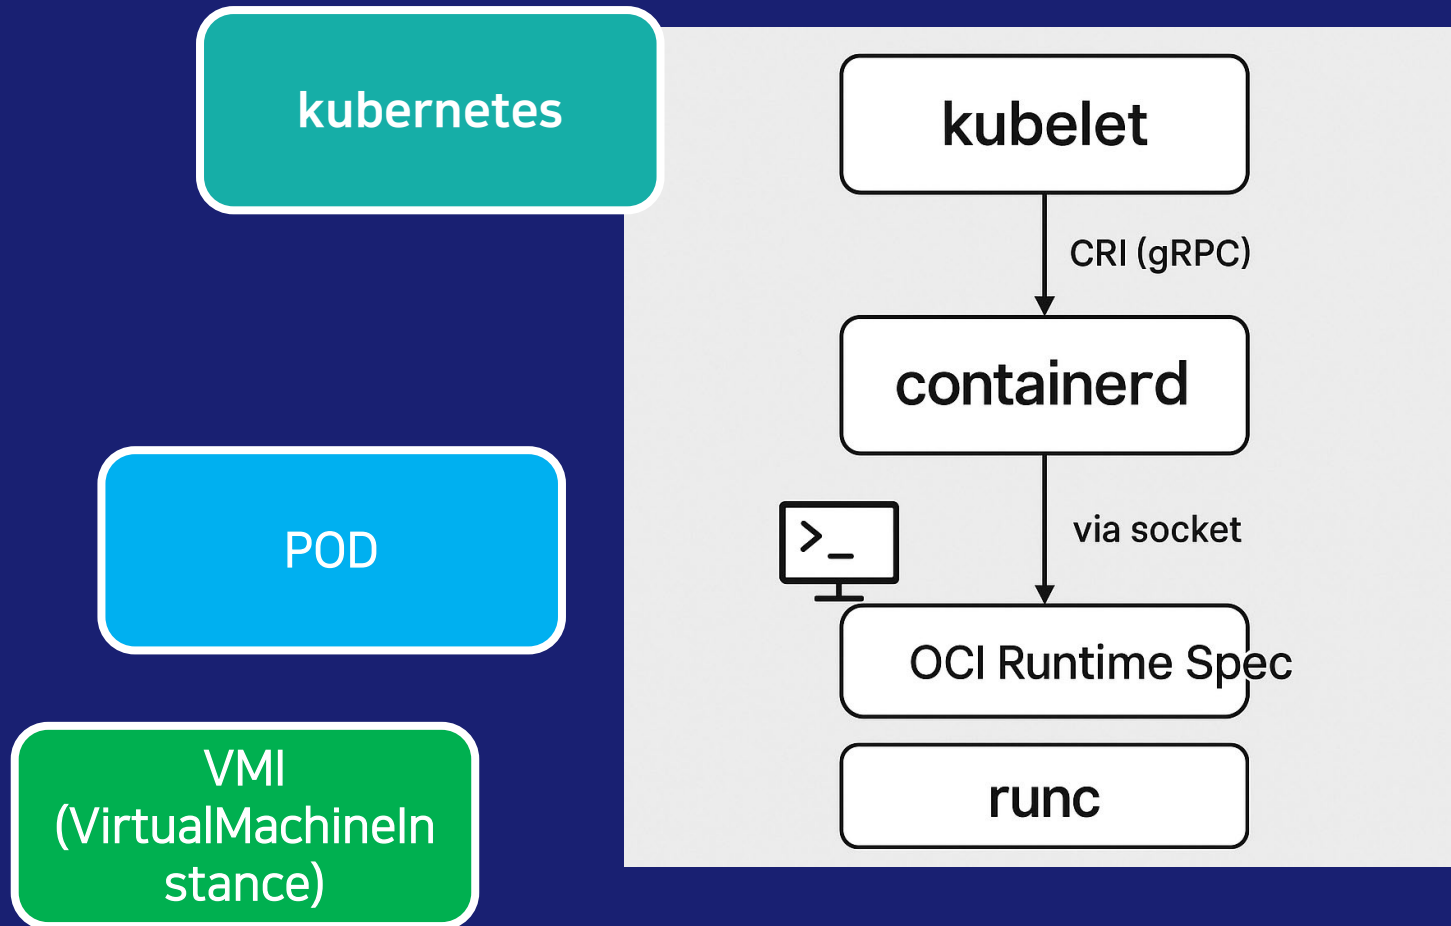 kubernetes
POD
VMI
(VirtualMachineIn
stance)
kubelet
CRI (gRPC)
containerd
via socket
>_
OCI Runtime Spec
runc